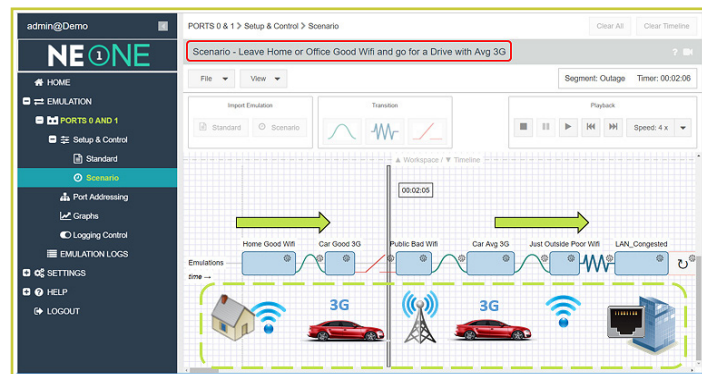 admin@Demo
PORTS 0 & 1 > Setup & Control > Scenario
Clear All
Clear Timeline
NE1NE
Scenario - Leave Home or Office Good Wifi and go for a Drive with Avg 3G
?
HOME
File
View
Segment: Outage
Timer: 00:02:06
EMULATION
PORTS 0 AND 1
Import Emulation
Transition
Playback
Setup & Control
Standard
Scenario
Speed: 4 x
Standard
Scenario
▲ Workspace / ▼ Timeline
Port Addressing
00:02:05
Graphs
Logging Control
Home Good Wifi
Car Good 3G
Public Bad Wifi
Car Avg 3G
Just Outside Poor Wifi
LAN_Congested
EMULATION LOGS
Emulations
SETTINGS
time →
HELP
3G
3G
LOGOUT